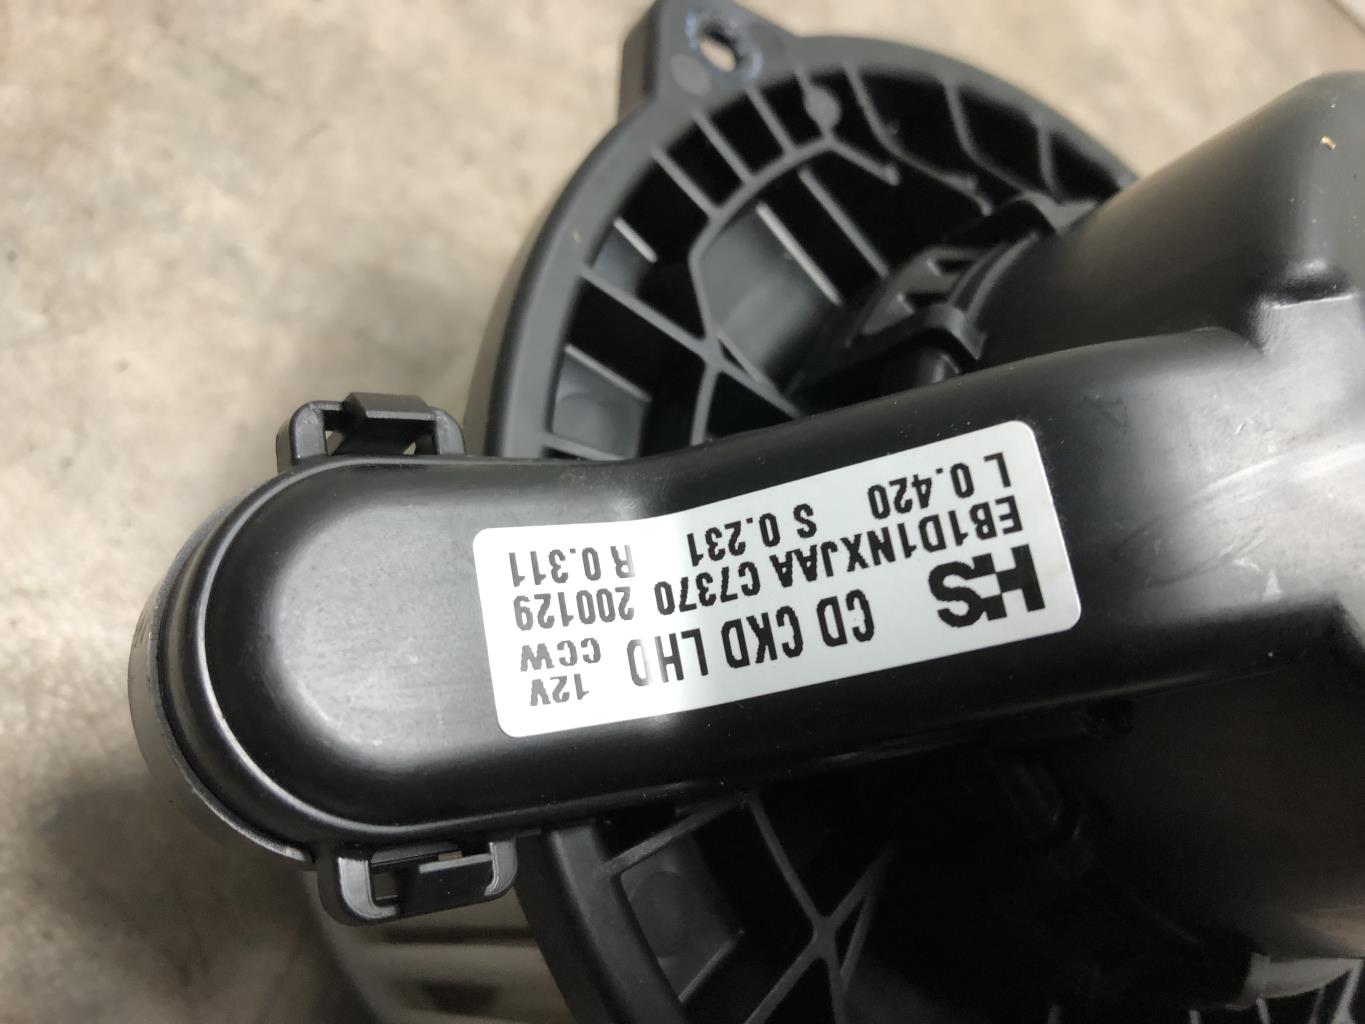 HS CD CKD LHD 12V
CCW
EB1D1NXJAA C7370 200129
L 0.420 S 0.231 R 0.311